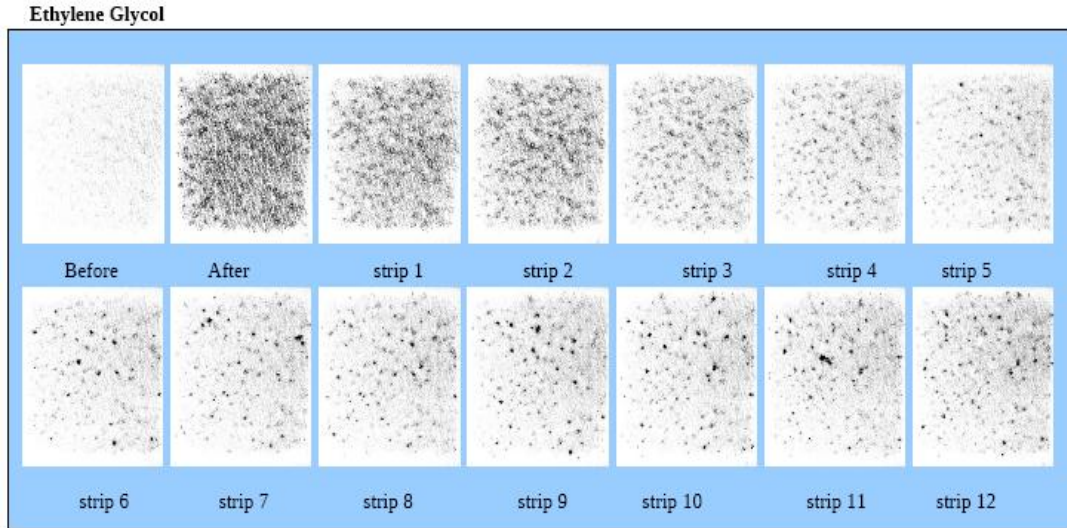 Ethylene Glycol
Before After strip 1 strip 2 strip 3 strip 4 strip 5
strip 6 strip 7 strip 8 strip 9 strip 10 strip 11 strip 12